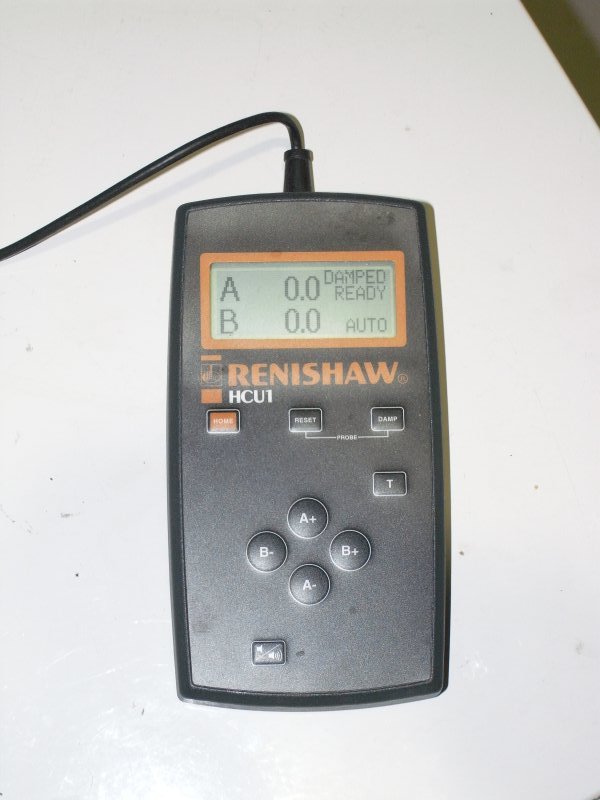 A 0.0 DAMPED
READY
B 0.0 AUTO
RENISHAW®
HCU1
HOME RESET DAMP
PROBE
T
A+
B- B+
A-